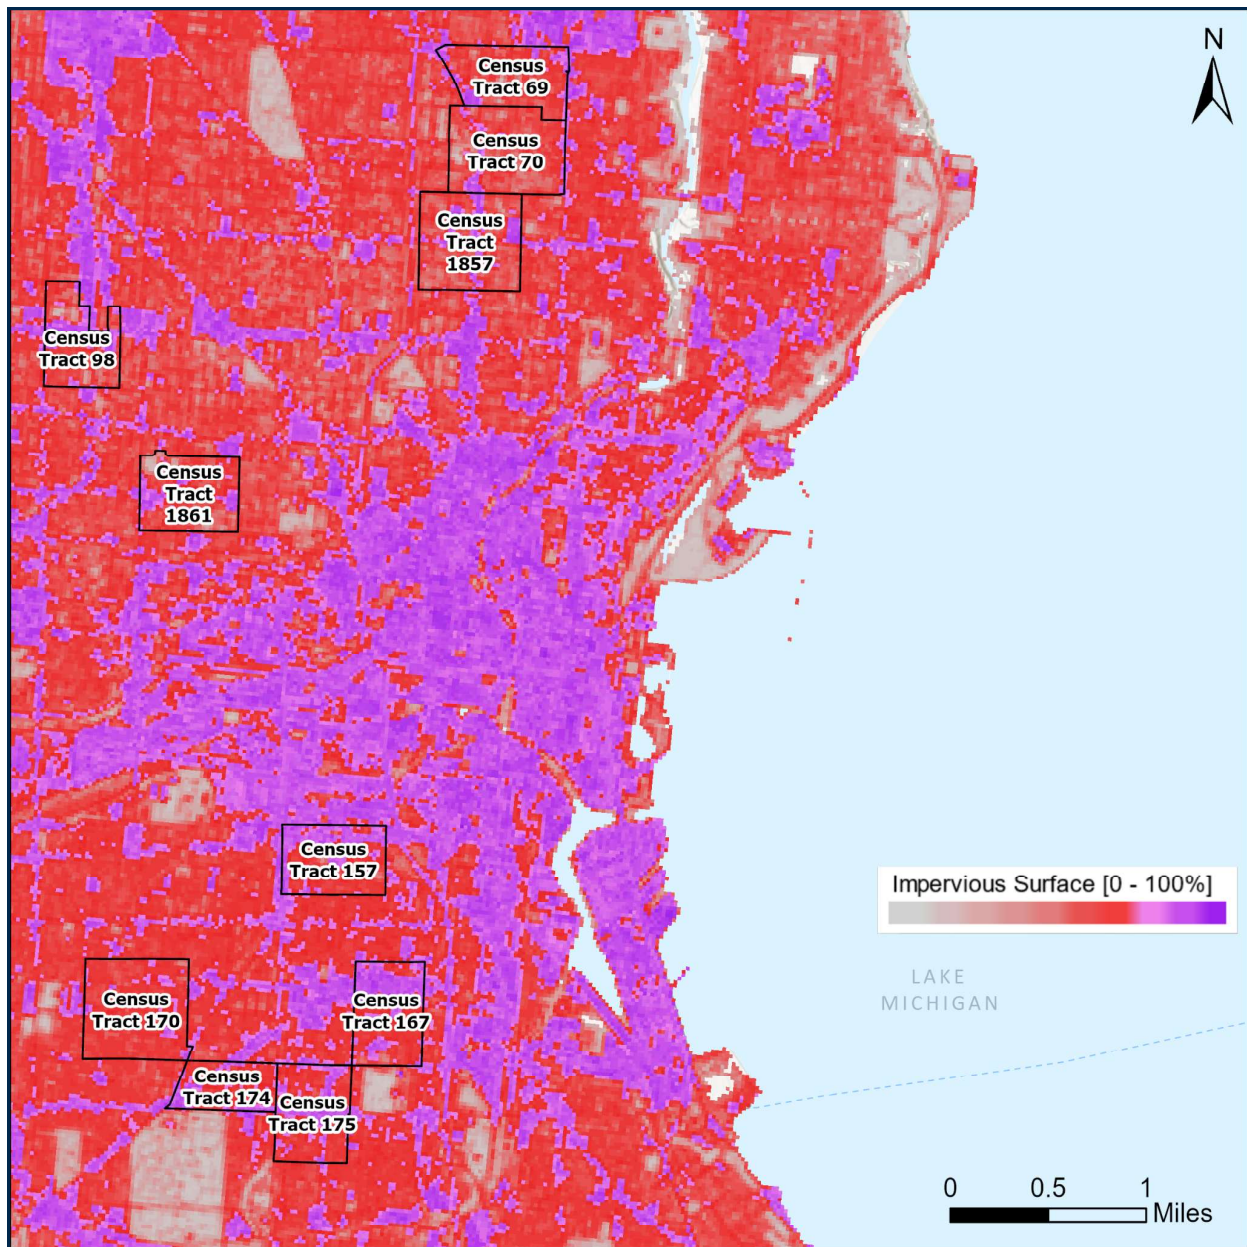 N
Census
Tract 69
Census
Tract 70
Census
Tract
1857
Census
Tract 98
Census
Tract
1861
Census
Tract 157
Impervious Surface [0 - 100%]
LAKE
MICHIGAN
Census
Tract 170
Census
Tract 167
Census
Tract 174
Census
Tract 175
0 0.5 1
Miles